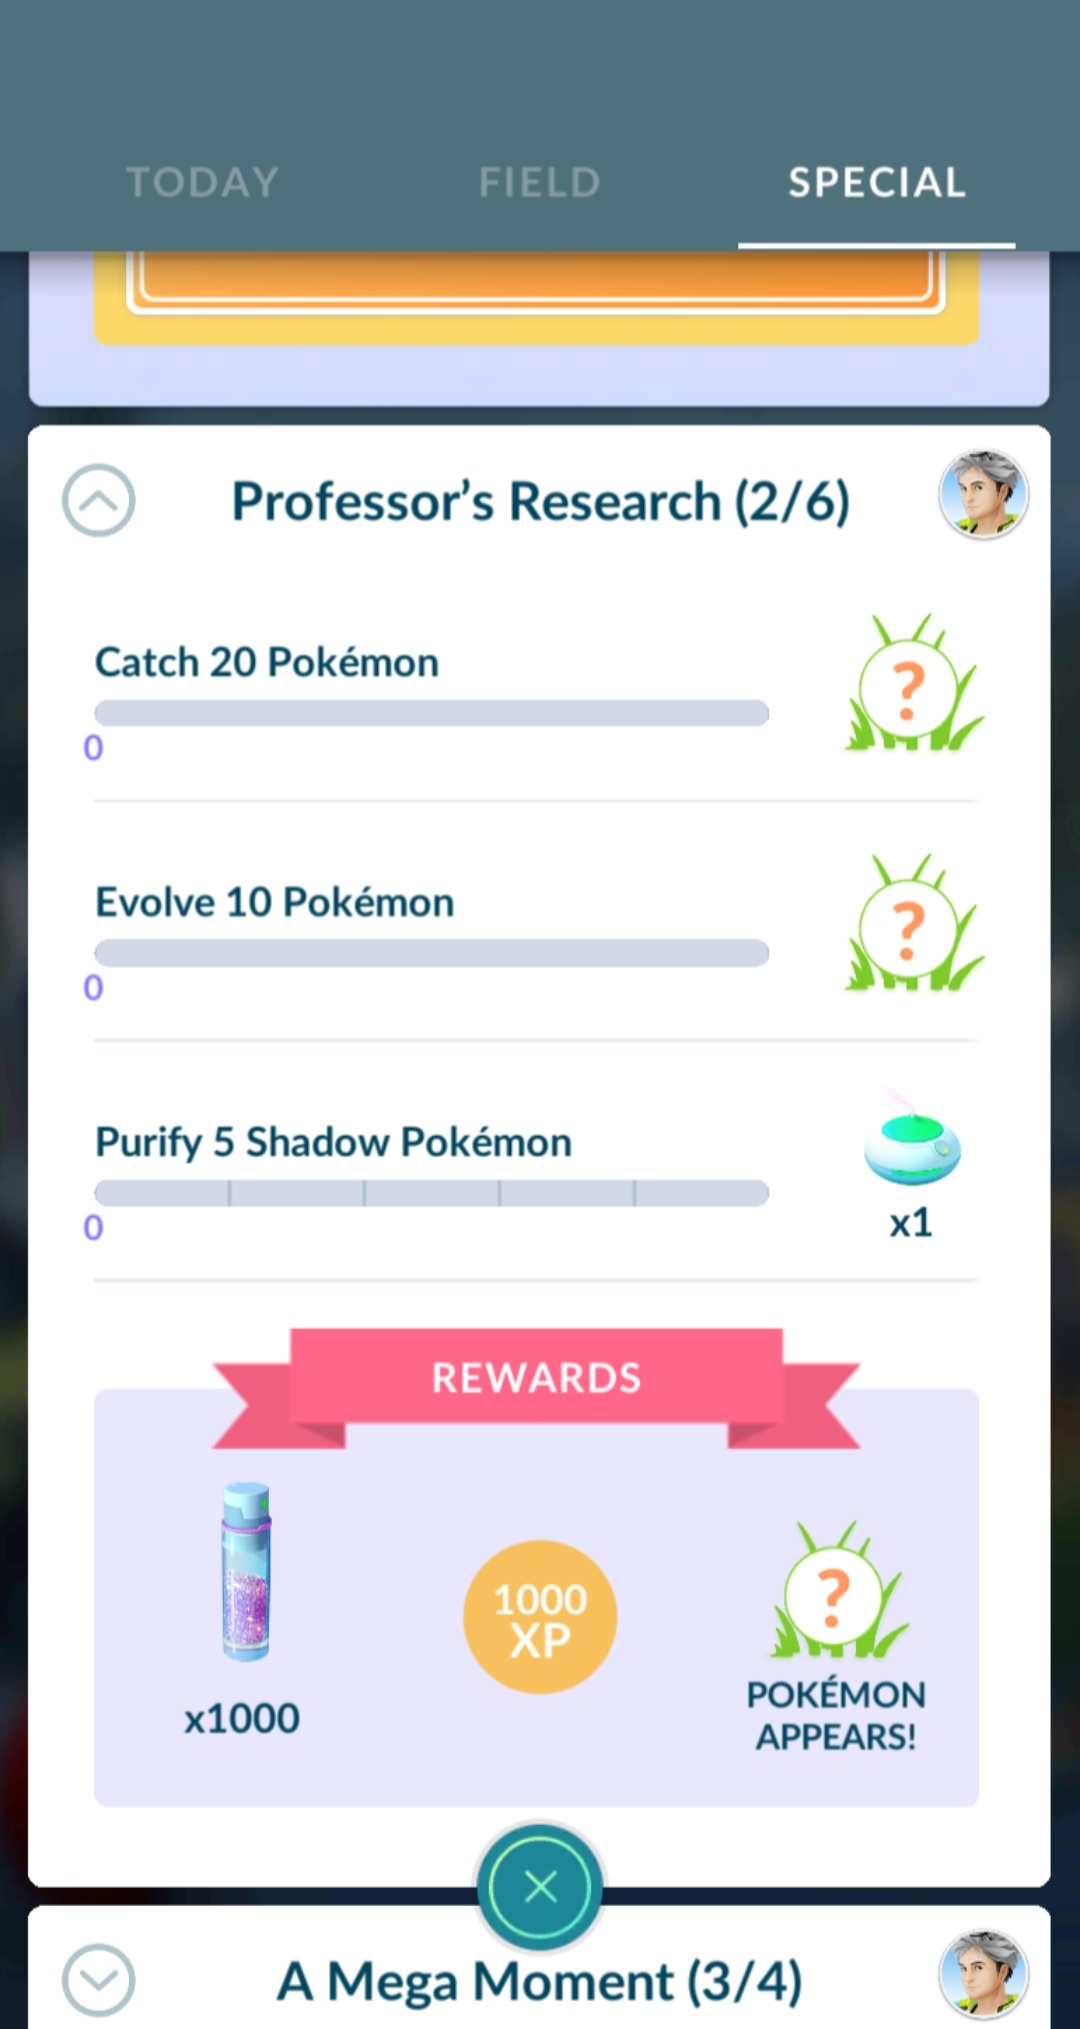 TODAY
FIELD
SPECIAL
Professor's Research (2/6)
Catch 20 Pokémon
?
0
Evolve 10 Pokémon
?
0
Purify 5 Shadow Pokémon
0
x1
REWARDS
x1000
1000
XP
?
POKÉMON
APPEARS!
A Mega Moment (3/4)